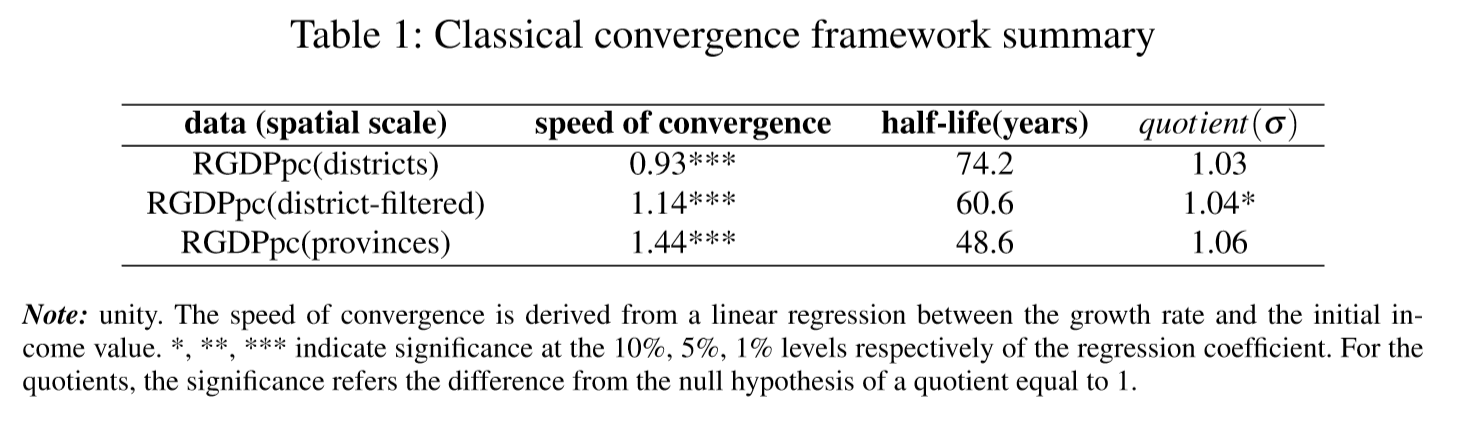 Table 1: Classical convergence framework summary
data (spatial scale) speed of convergence half-life(years) quotient(σ)
RGDPpc(districts) 0.93*** 74.2 1.03
RGDPpc(district-filtered) 1.14*** 60.6 1.04*
RGDPpc(provinces) 1.44*** 48.6 1.06
Note: unity. The speed of convergence is derived from a linear regression between the growth rate and the initial in-
come value. *, **, *** indicate significance at the 10%, 5%, 1% levels respectively of the regression coefficient. For the
quotients, the significance refers the difference from the null hypothesis of a quotient equal to 1.